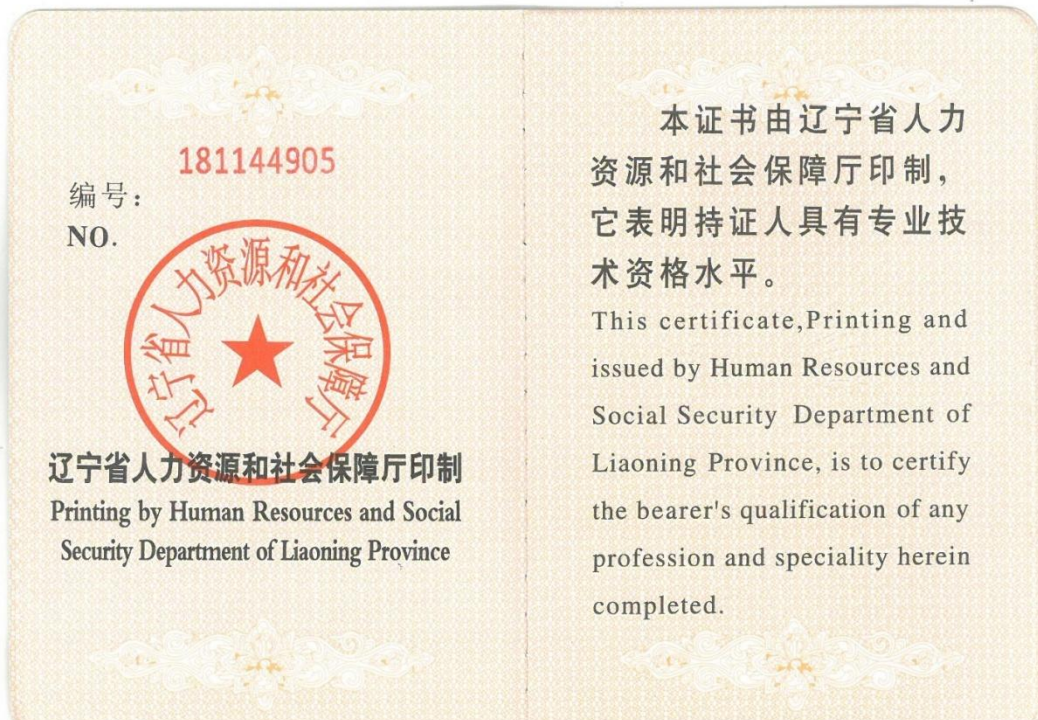 181144905
编号：
NO.
辽宁省人力资源和社会保障厅
辽宁省人力资源和社会保障厅印制
Printing by Human Resources and Social
Security Department of Liaoning Province
本证书由辽宁省人力
资源和社会保障厅印制，
它表明持证人具有专业技
术资格水平。
This certificate,Printing and
issued by Human Resources and
Social Security Department of
Liaoning Province, is to certify
the bearer's qualification of any
profession and speciality herein
completed.